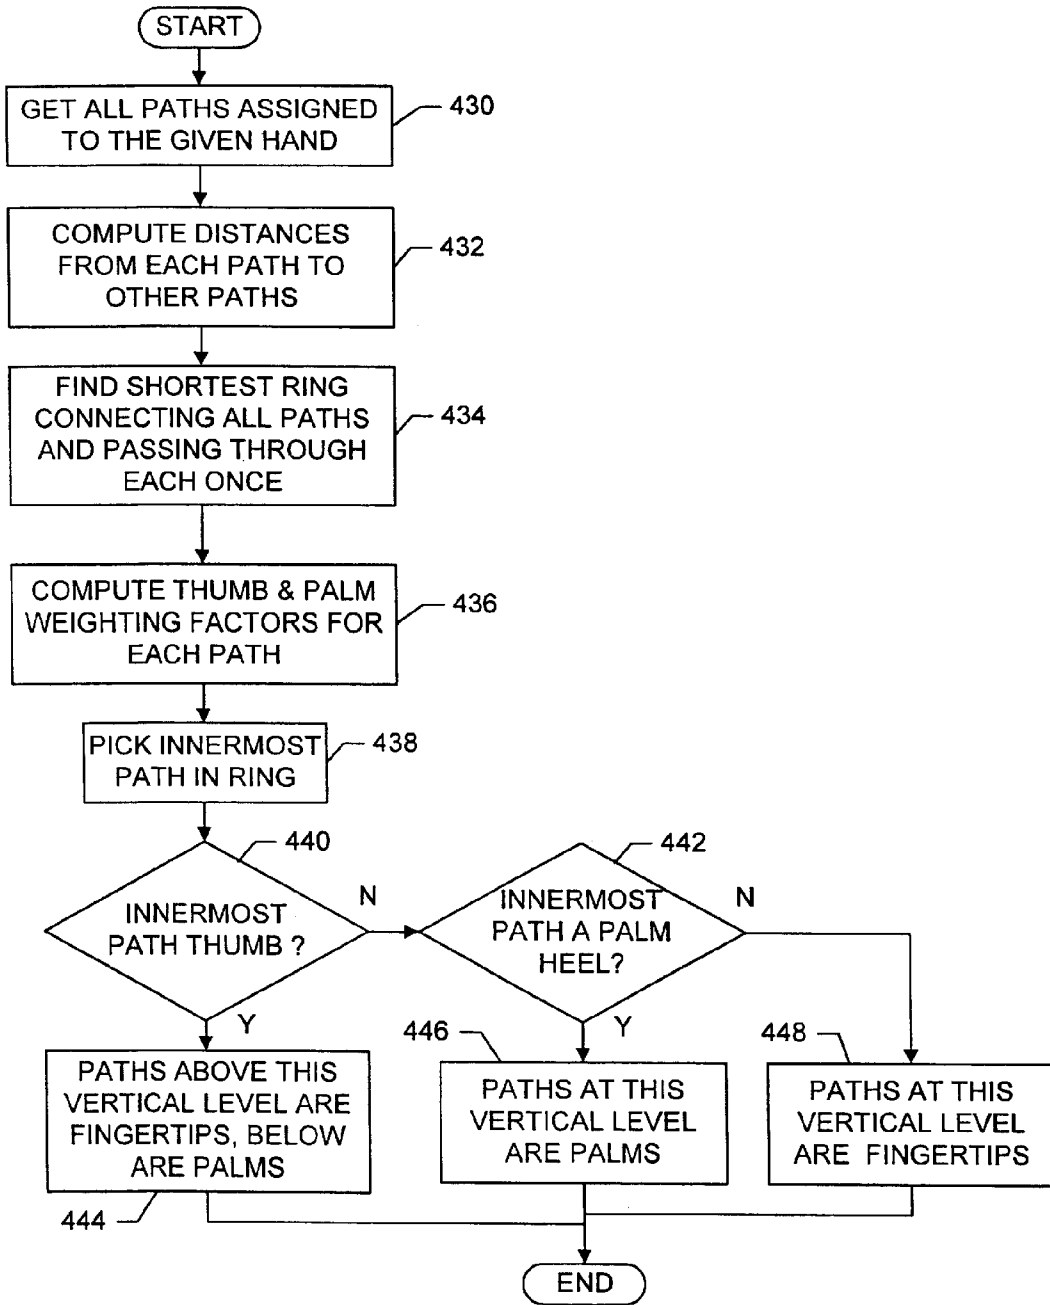 START
GET ALL PATHS ASSIGNED
TO THE GIVEN HAND
430
COMPUTE DISTANCES
FROM EACH PATH TO
OTHER PATHS
432
FIND SHORTEST RING
CONNECTING ALL PATHS
AND PASSING THROUGH
EACH ONCE
434
COMPUTE THUMB & PALM
WEIGHTING FACTORS FOR
EACH PATH
436
PICK INNERMOST
PATH IN RING
438
440
INNERMOST
PATH THUMB ?
N
Y
442
INNERMOST
PATH A PALM
HEEL?
N
Y
PATHS ABOVE THIS
VERTICAL LEVEL ARE
FINGERTIPS, BELOW
ARE PALMS
444
446
PATHS AT THIS
VERTICAL LEVEL
ARE PALMS
448
PATHS AT THIS
VERTICAL LEVEL
ARE FINGERTIPS
END